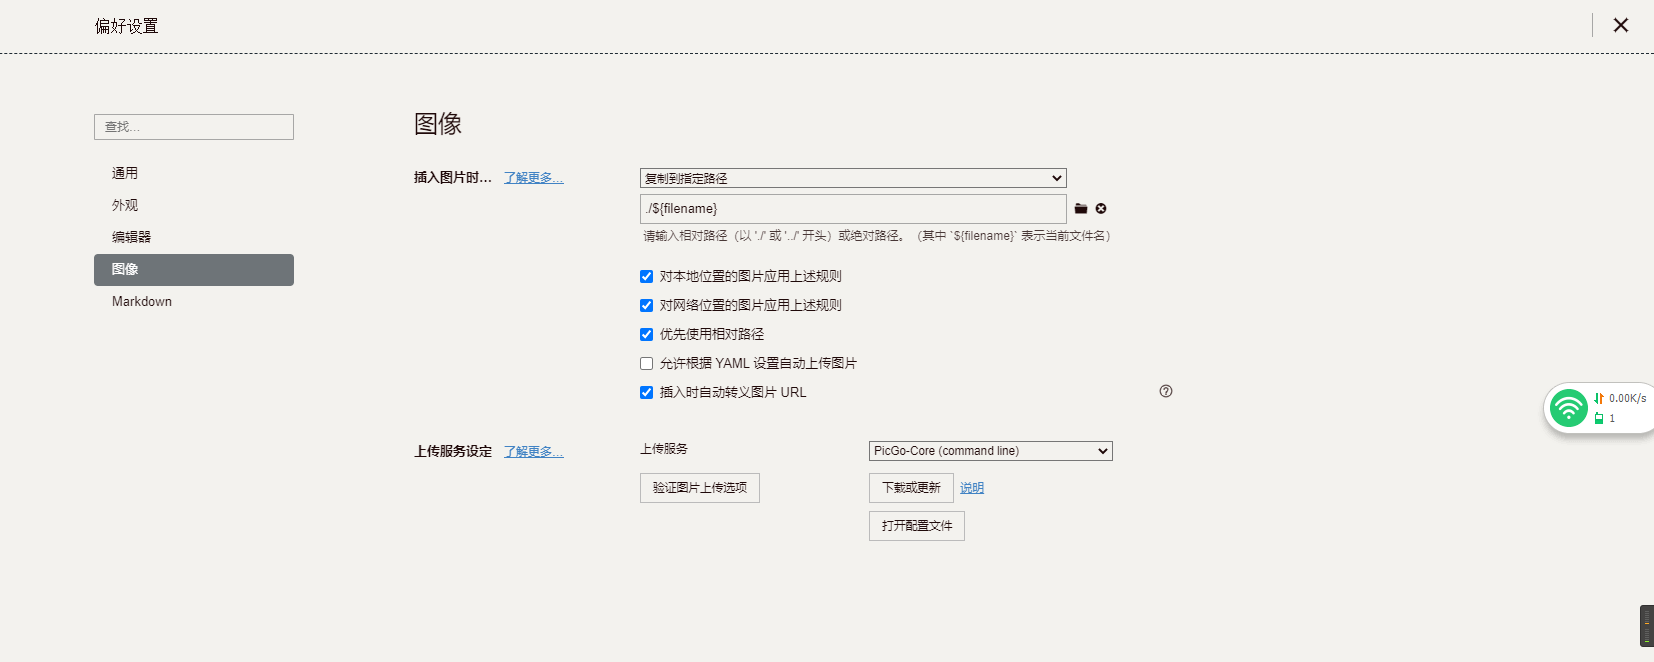 偏好设置
查找...
通用
外观
编辑器
图像
Markdown
图像
插入图片时... 了解更多...
复制到指定路径
./${filename}
请输入相对路径（以 './' 或 '../' 开头）或绝对路径。（其中 `${filename}` 表示当前文件名）
对本地位置的图片应用上述规则
对网络位置的图片应用上述规则
优先使用相对路径
允许根据 YAML 设置自动上传图片
插入时自动转义图片 URL
上传服务设定 了解更多...
上传服务 PicGo-Core (command line)
验证图片上传选项 下载或更新 说明
打开配置文件
0.00K/s
1